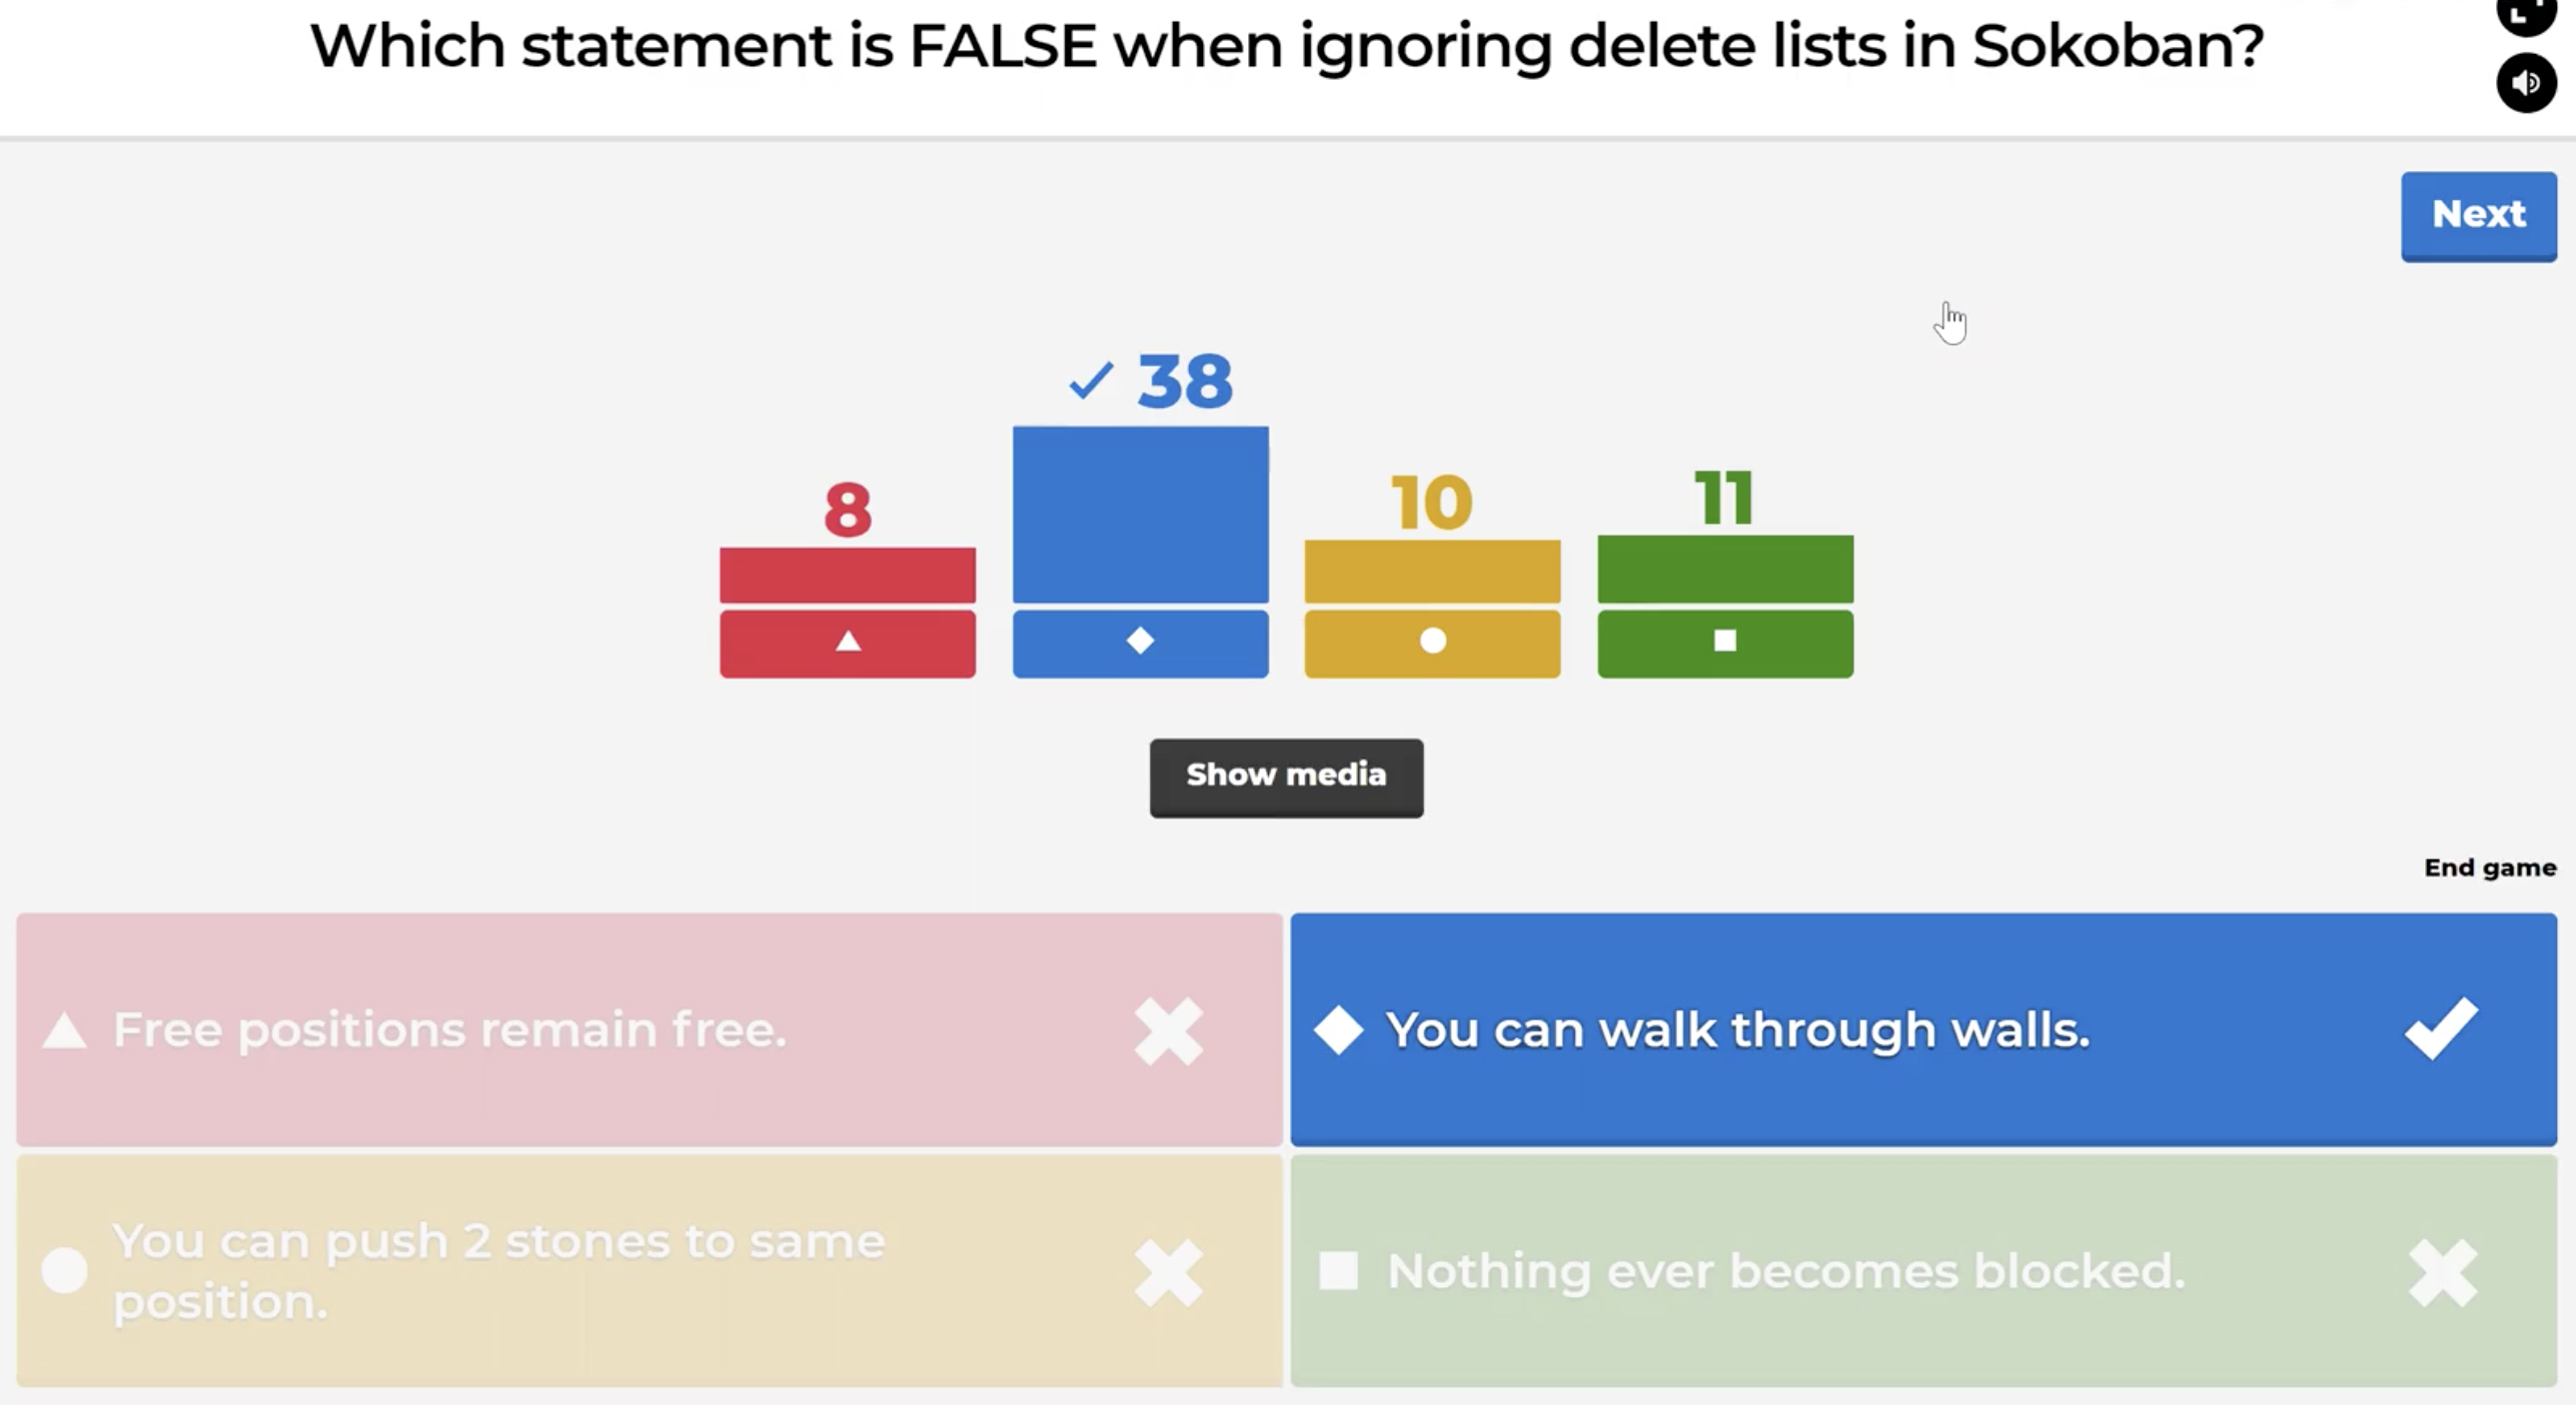 Which statement is FALSE when ignoring delete lists in Sokoban?
Next
38
8
10
11
Show media
End game
Free positions remain free.
You can walk through walls.
You can push 2 stones to same
position.
Nothing ever becomes blocked.